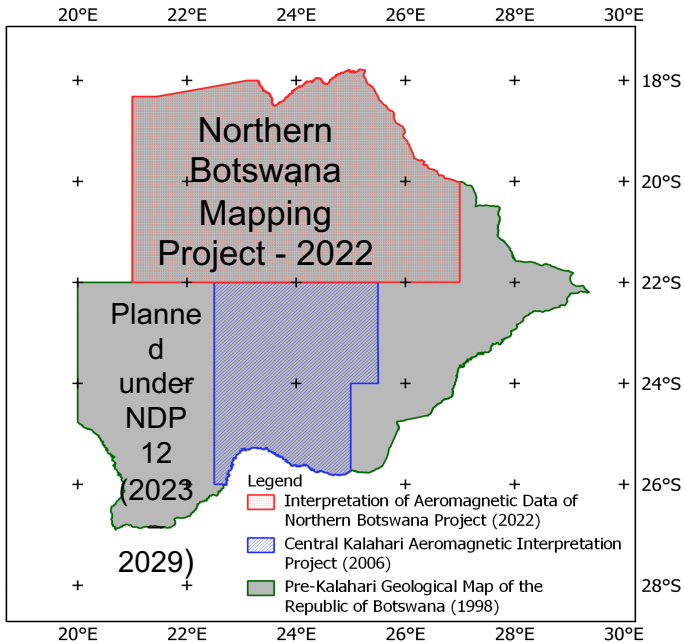 20°E 22°E 24°E 26°E 28°E 30°E
18°S
Northern
Botswana
Mapping
Project - 2022
20°S
22°S
Planne
d
under
NDP
12
(2023
2029)
24°S
26°S
28°S
Legend
Interpretation of Aeromagnetic Data of
Northern Botswana Project (2022)
Central Kalahari Aeromagnetic Interpretation
Project (2006)
Pre-Kalahari Geological Map of the
Republic of Botswana (1998)
20°E 22°E 24°E 26°E 28°E 30°E